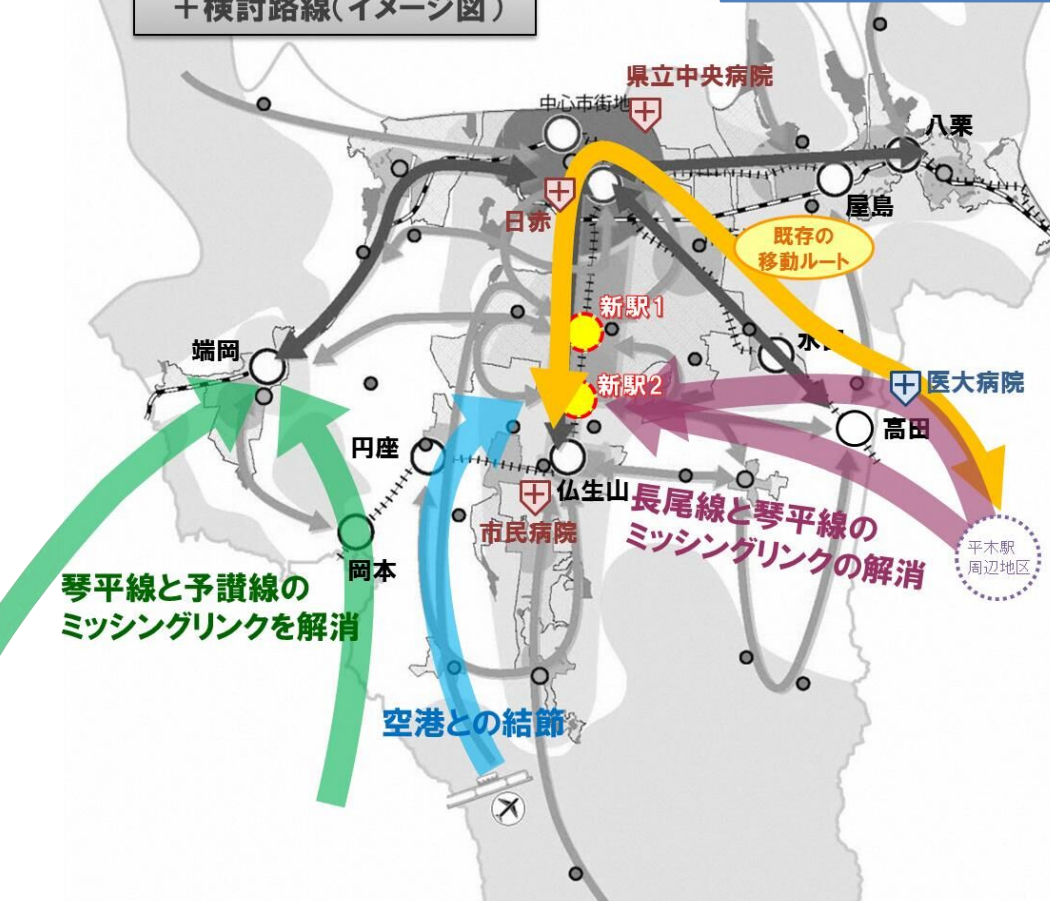 +検討路線(イメージ図)
県立中央病院
中心市街地
八栗
日赤
屋島
既存の
移動ルート
新駅1
端岡
水田
新駅2
医大病院
高田
円座
仏生山
長尾線と琴平線の
ミッシングリンクの解消
市民病院
平木駅
周辺地区
岡本
琴平線と予讃線の
ミッシングリンクを解消
空港との結節